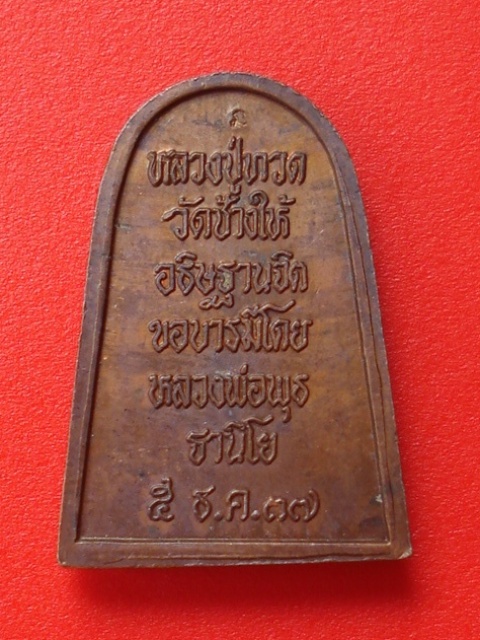 หลวงปู่ทวด
วัดช้างให้
อธิษฐานจิต
ขอบารมีโดย
หลวงพ่อพุธ
ธานิโย
๕ ธ.ค.๓๗